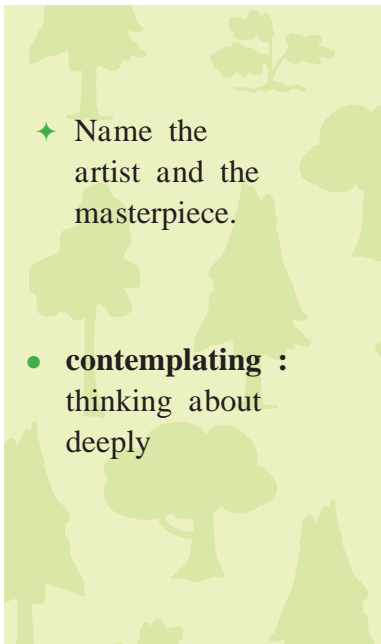 ✦ Name the
artist and the
masterpiece.
● contemplating :
thinking about
deeply